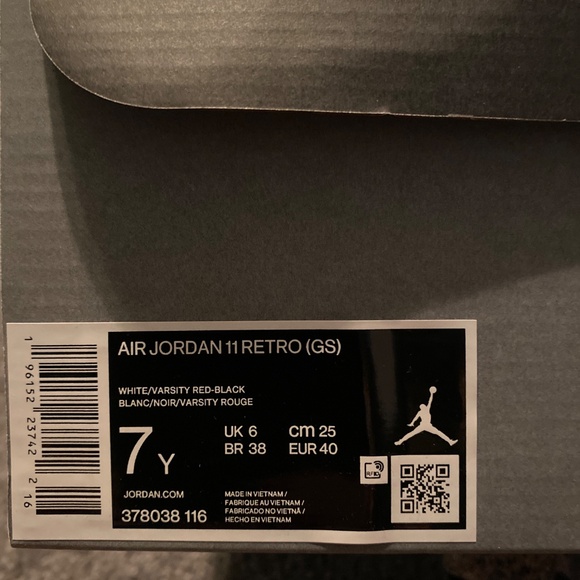 AIR JORDAN 11 RETRO (GS)
WHITE/VARSITY RED-BLACK
BLANC/NOIR/VARSITY ROUGE
7Y
UK 6
cm 25
BR 38
EUR 40
JORDAN.COM
378038 116
MADE IN VIETNAM /
FABRIQUE AU VIETNAM /
FABRICADO NO VIETNÃ /
HECHO EN VIETNAM
1 96152 23742 2 16